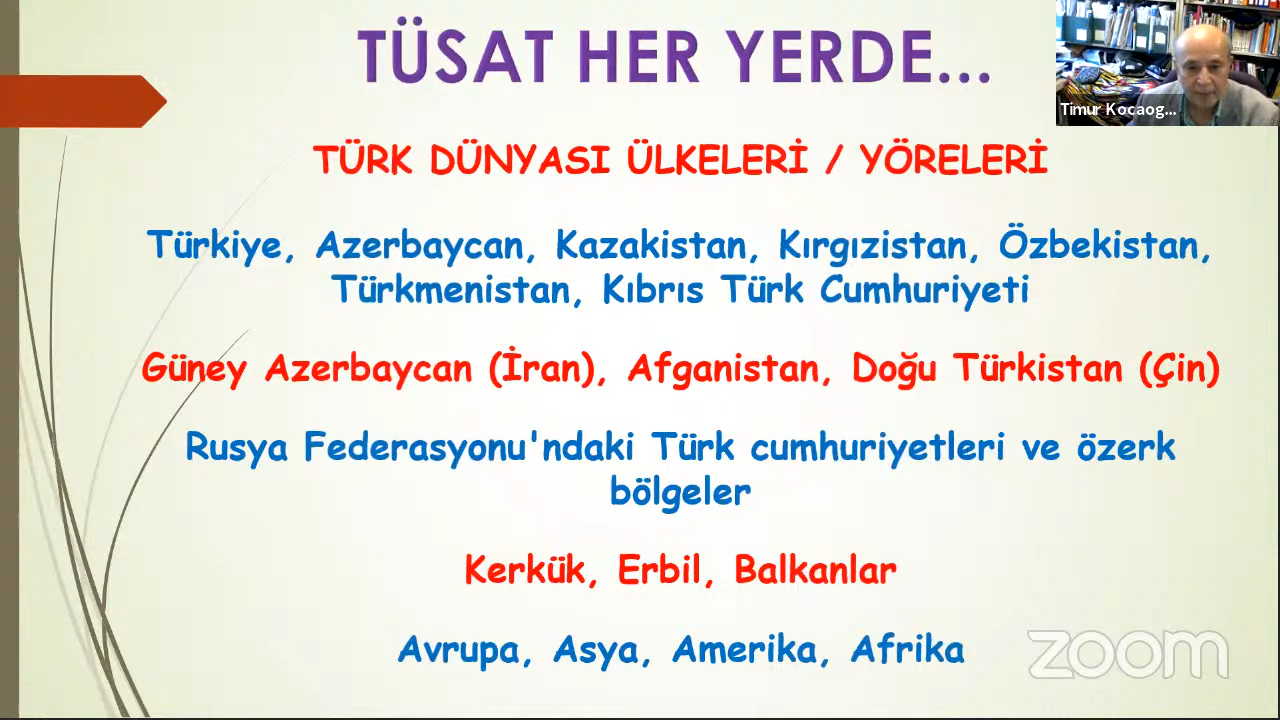 TÜSAT HER YERDE...
Timur Kocaog...
TÜRK DÜNYASI ÜLKELERİ / YÖRELERİ
Türkiye, Azerbaycan, Kazakistan, Kırgızistan, Özbekistan,
Türkmenistan, Kıbrıs Türk Cumhuriyeti
Güney Azerbaycan (İran), Afganistan, Doğu Türkistan (Çin)
Rusya Federasyonu'ndaki Türk cumhuriyetleri ve özerk
bölgeler
Kerkük, Erbil, Balkanlar
Avrupa, Asya, Amerika, Afrika
zoom